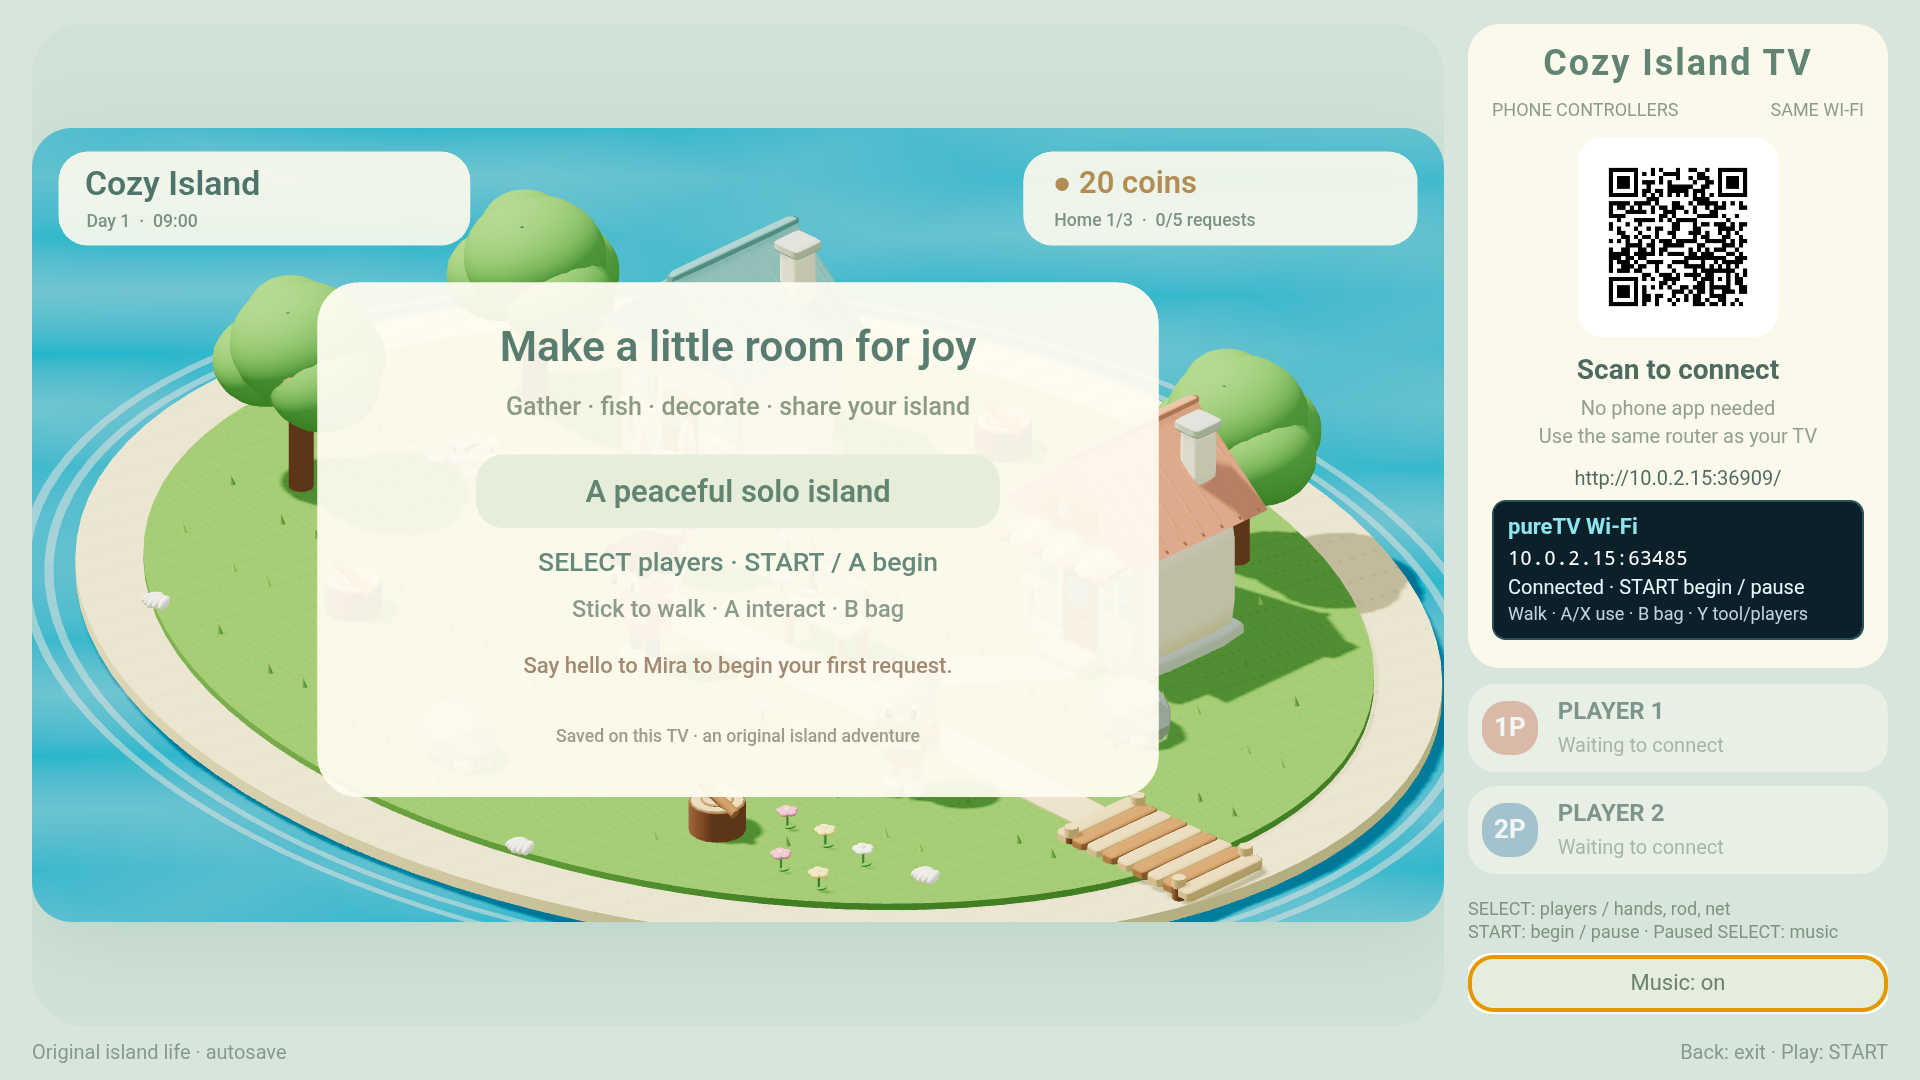 Cozy Island
Day 1 · 09:00
● 20 coins
Home 1/3 · 0/5 requests
Make a little room for joy
Gather · fish · decorate · share your island
A peaceful solo island
SELECT players · START / A begin
Stick to walk · A interact · B bag
Say hello to Mira to begin your first request.
Saved on this TV · an original island adventure
Cozy Island TV
PHONE CONTROLLERS SAME WI-FI
Scan to connect
No phone app needed
Use the same router as your TV
http://10.0.2.15:36909/
pureTV Wi-Fi
10.0.2.15:63485
Connected · START begin / pause
Walk · A/X use · B bag · Y tool/players
1P PLAYER 1
Waiting to connect
2P PLAYER 2
Waiting to connect
SELECT: players / hands, rod, net
START: begin / pause · Paused SELECT: music
Music: on
Original island life · autosave
Back: exit · Play: START